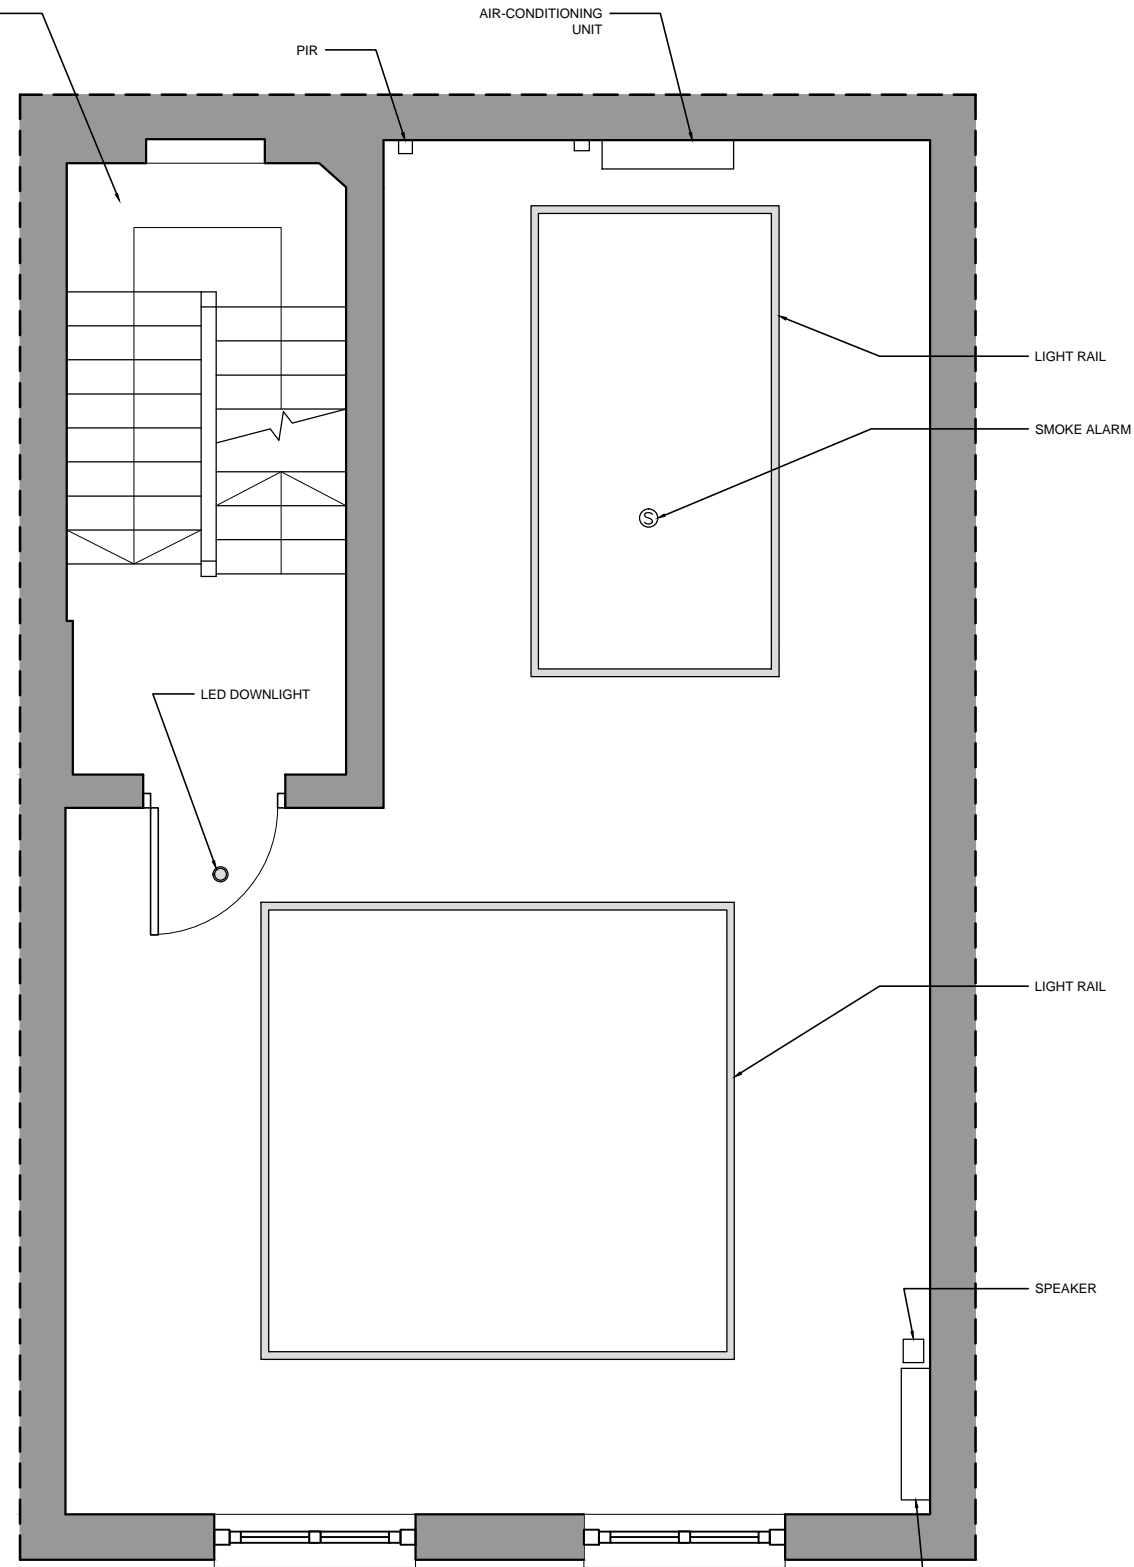 AIR-CONDITIONING
UNIT
PIR
LIGHT RAIL
SMOKE ALARM
S
LED DOWNLIGHT
LIGHT RAIL
SPEAKER